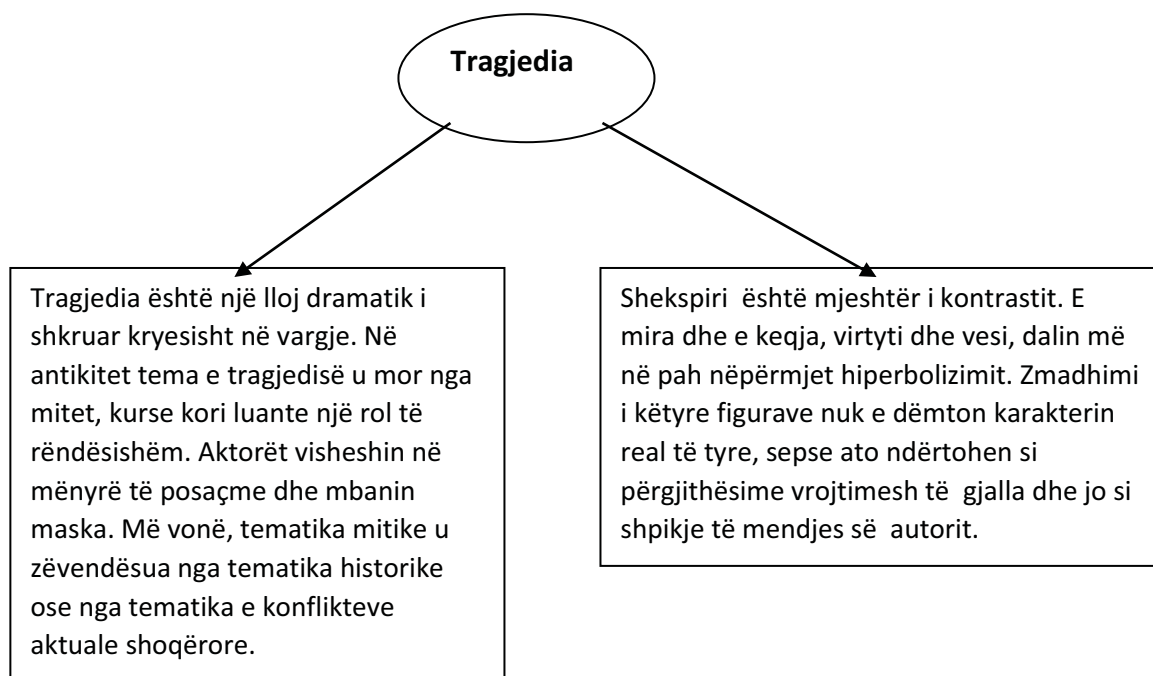 Tragjedia
Tragjedia është një lloj dramatik i
shkruar kryesisht në vargje. Në
antikitet tema e tragjedisë u mor nga
mitet, kurse kori luante një rol të
rëndësishëm. Aktorët visheshin në
mënyrë të posaçme dhe mbanin
maska. Më vonë, tematika mitike u
zëvendësua nga tematika historike
ose nga tematika e konflikteve
aktuale shoqërore.
Shekspiri është mjeshtër i kontrastit. E
mira dhe e keqja, virtyti dhe vesi, dalin më
në pah nëpërmjet hiperbolizimit. Zmadhimi
i këtyre figurave nuk e dëmton karakterin
real të tyre, sepse ato ndërtohen si
përgjithësime vrojtimesh të gjalla dhe jo si
shpikje të mendjes së autorit.